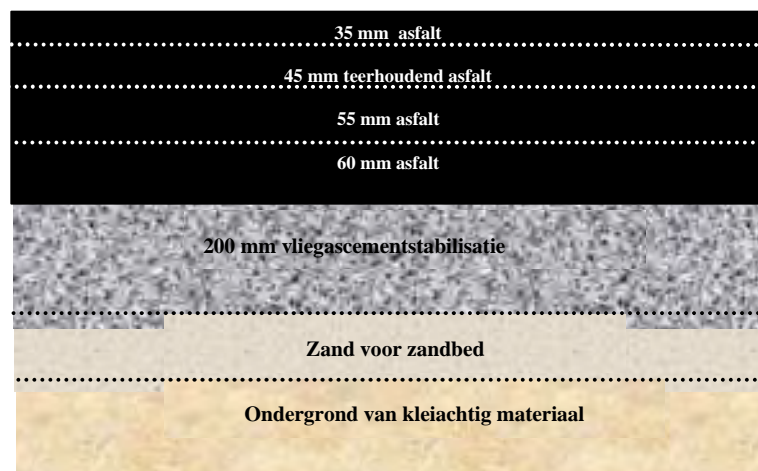 35 mm asfalt
45 mm teerhoudend asfalt
55 mm asfalt
60 mm asfalt
200 mm vliegascementstabilisatie
Zand voor zandbed
Ondergrond van kleiachtig materiaal